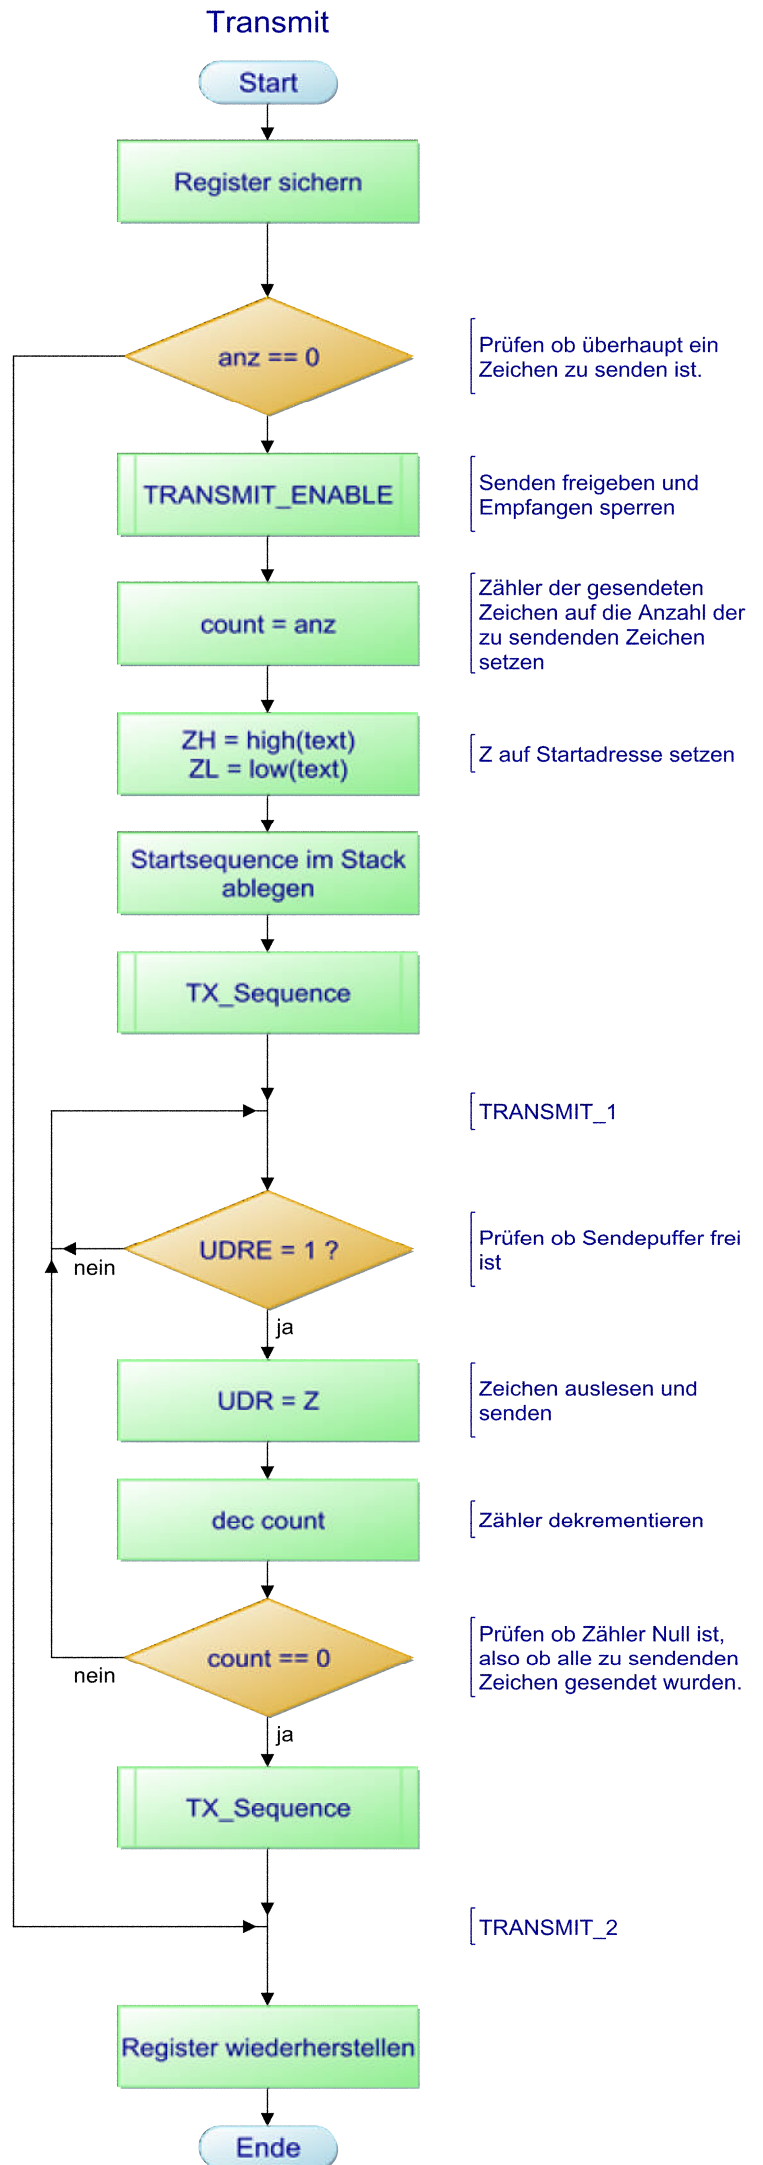 Transmit
Start
Register sichern
anz == 0
Prüfen ob überhaupt ein
Zeichen zu senden ist.
TRANSMIT_ENABLE
Senden freigeben und
Empfangen sperren
count = anz
Zähler der gesendeten
Zeichen auf die Anzahl der
zu sendenden Zeichen
setzen
ZH = high(text)
ZL = low(text)
Z auf Startadresse setzen
Startsequence im Stack
ablegen
TX_Sequence
TRANSMIT_1
UDRE = 1 ?
nein
ja
Prüfen ob Sendepuffer frei
ist
UDR = Z
Zeichen auslesen und
senden
dec count
Zähler dekrementieren
count == 0
nein
ja
Prüfen ob Zähler Null ist,
also ob alle zu sendenden
Zeichen gesendet wurden.
TX_Sequence
TRANSMIT_2
Register wiederherstellen
Ende